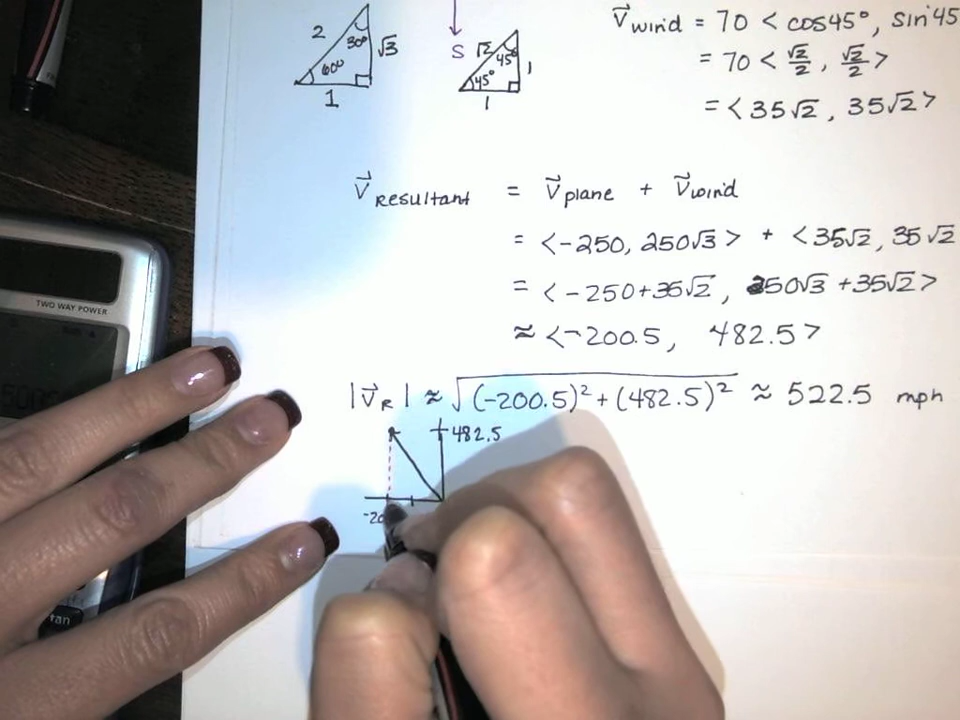 2 30° √3 60° 1
S √2 45° 45° 1 1
V⃗wind = 70 < cos45°, sin 45
= 70 < √2/2 , √2/2 >
= < 35√2 , 35√2 >
V⃗Resultant = V⃗plane + V⃗wind
= <-250, 250√3 > + <35√2, 35√2
= < -250+35√2 , 250√3 +35√2>
≈ <-200.5, 482.5 >
|V⃗R| ≈ √(-200.5)² + (482.5)² ≈ 522.5 mph
482.5
-20
TWO WAY POWER
tan